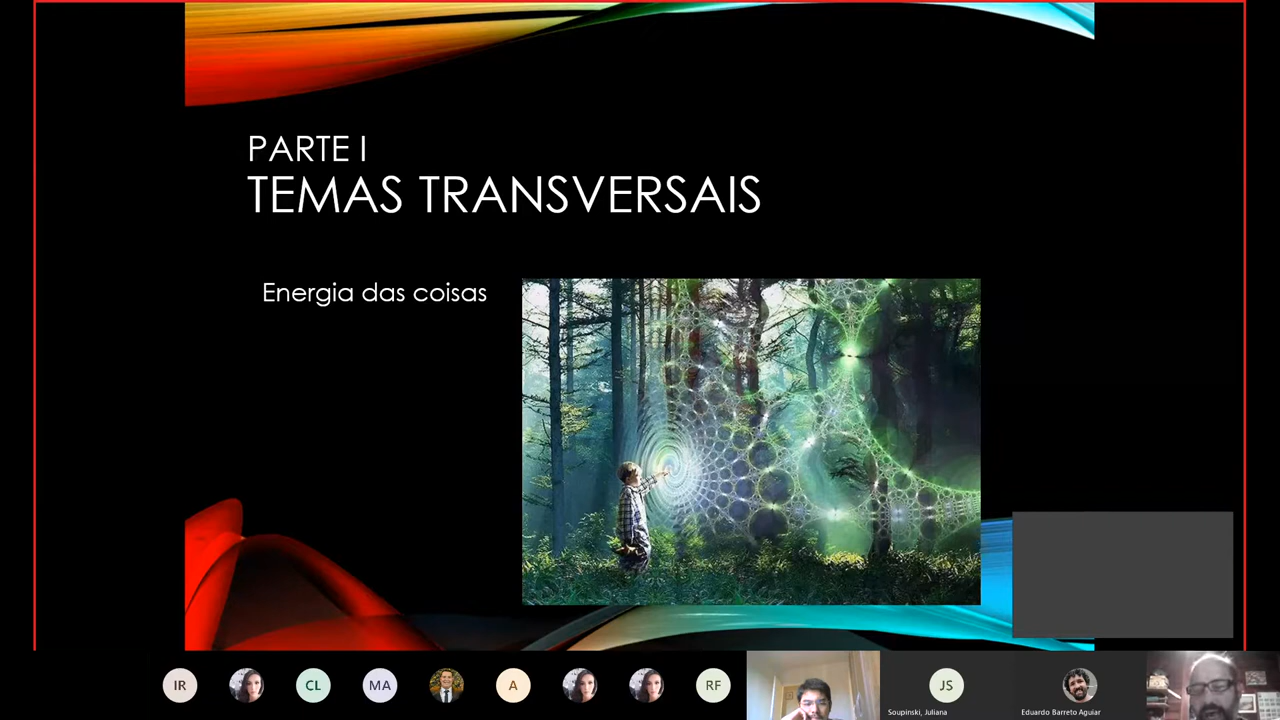 PARTE I
TEMAS TRANSVERSAIS
Energia das coisas
IR
CL
MA
A
RF
JS
Soupinski, Juliana
Eduardo Barreto Aguiar